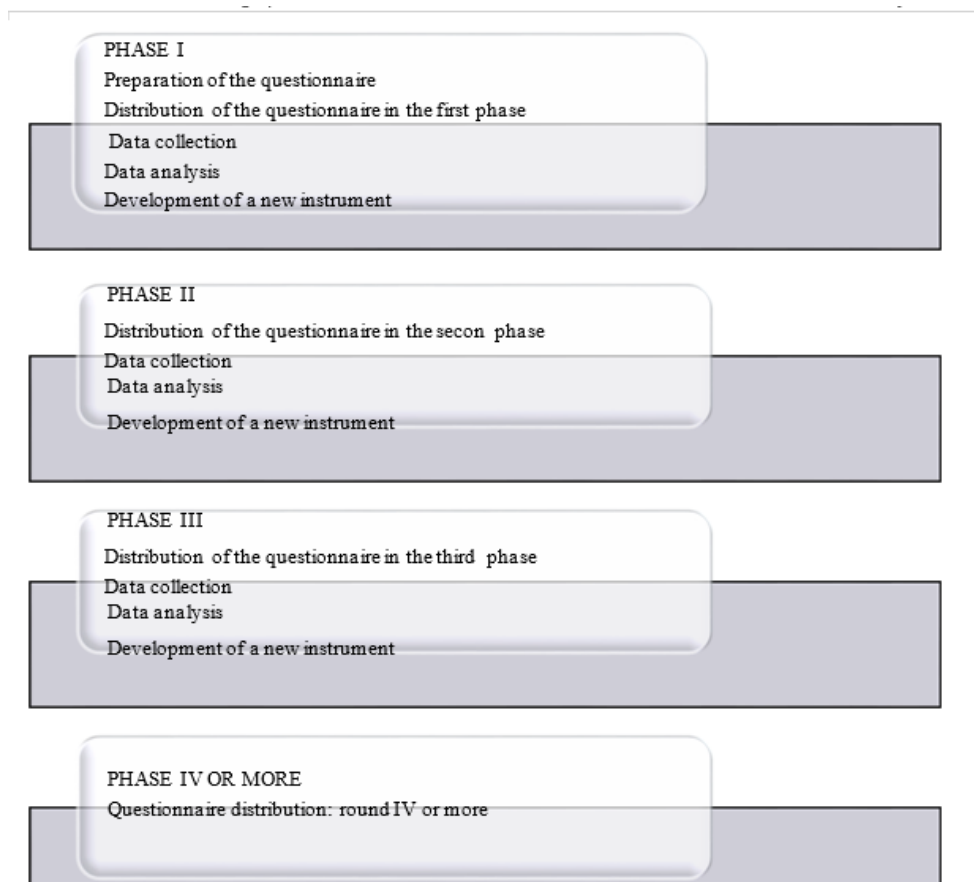 PHASE I
Preparation of the questionnaire
Distribution of the questionnaire in the first phase
Data collection
Data analysis
Development of a new instrument
PHASE II
Distribution of the questionnaire in the secon phase
Data collection
Data analysis
Development of a new instrument
PHASE III
Distribution of the questionnaire in the third phase
Data collection
Data analysis
Development of a new instrument
PHASE IV OR MORE
Questionnaire distribution: round IV or more